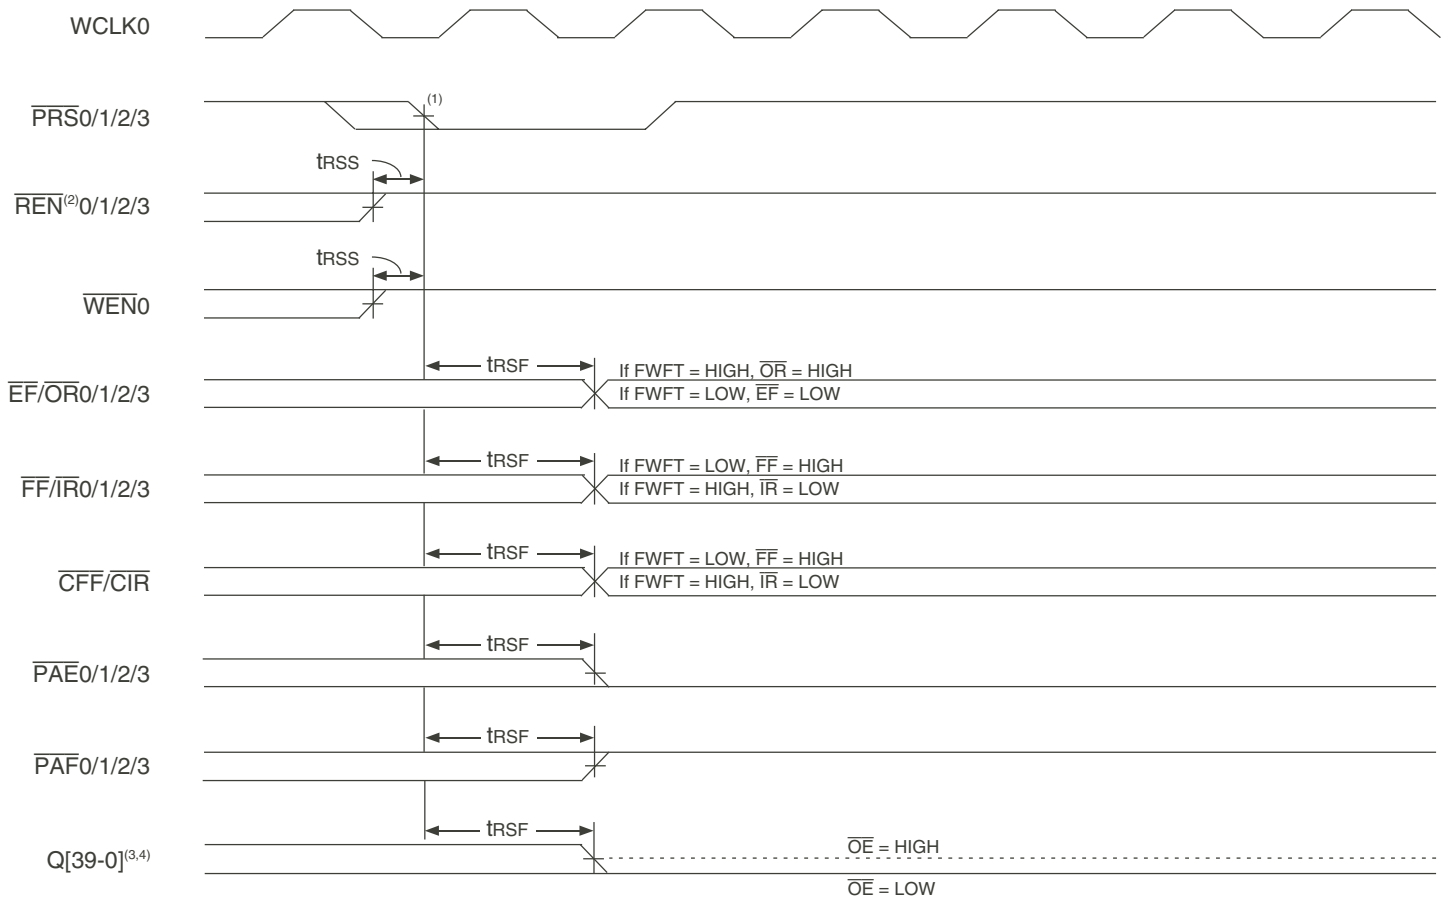 WCLK0
PRS0/1/2/3
(1)
tRSS
REN(2)0/1/2/3
tRSS
WEN0
tRSF
If FWFT = HIGH, OR = HIGH
EF/OR0/1/2/3
If FWFT = LOW, EF = LOW
tRSF
If FWFT = LOW, FF = HIGH
FF/IR0/1/2/3
If FWFT = HIGH, IR = LOW
tRSF
If FWFT = LOW, FF = HIGH
CFF/CIR
If FWFT = HIGH, IR = LOW
tRSF
PAE0/1/2/3
tRSF
PAF0/1/2/3
tRSF
OE = HIGH
Q[39-0](3,4)
OE = LOW